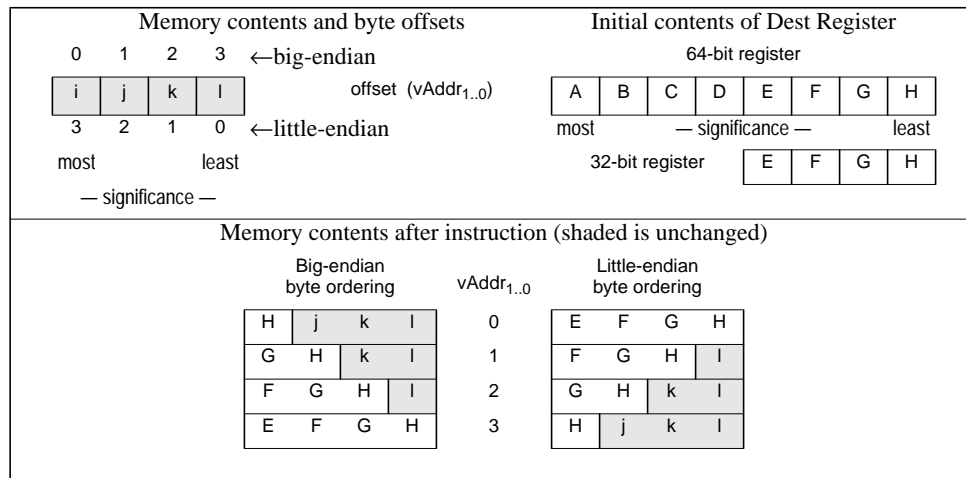 Memory contents and byte offsets
Initial contents of Dest Register
0 1 2 3 ←big-endian
64-bit register
i j k l
offset (vAddr1..0)
A B C D E F G H
3 2 1 0 ←little-endian
most — significance — least
most least
32-bit register E F G H
— significance —
Memory contents after instruction (shaded is unchanged)
Big-endian byte ordering
vAddr1..0
Little-endian byte ordering
H j k l 0 E F G H
G H k l 1 F G H l
F G H l 2 G H k l
E F G H 3 H j k l